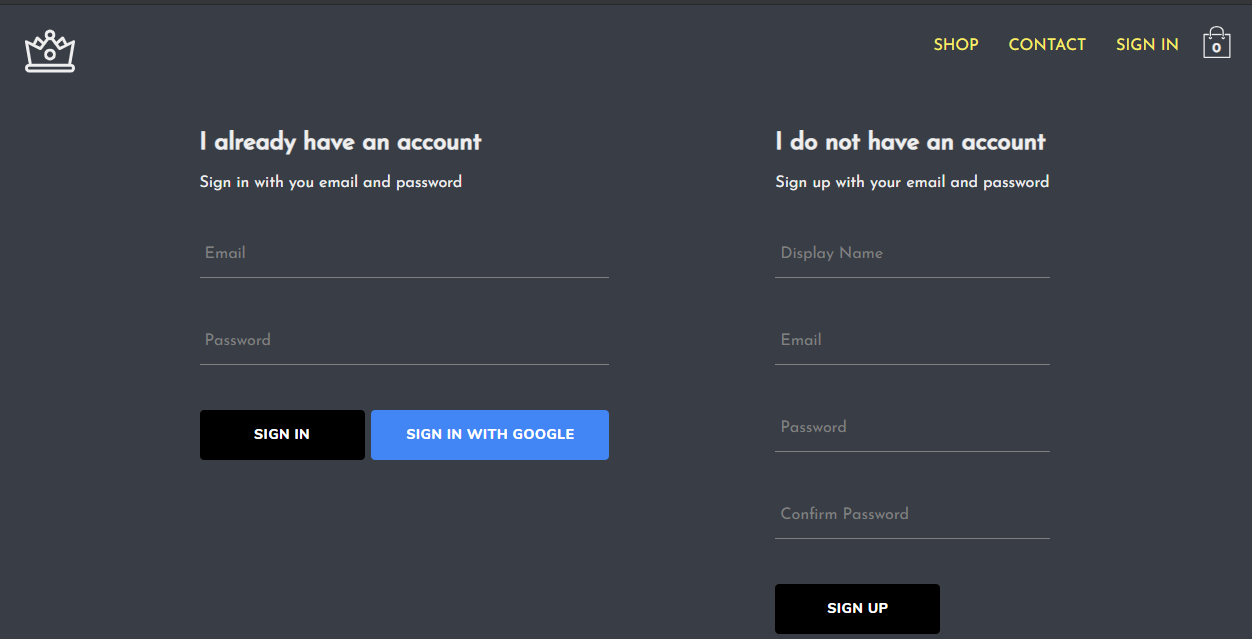 SHOP CONTACT SIGN IN 0
I already have an account
Sign in with you email and password
Email
Password
SIGN IN SIGN IN WITH GOOGLE
I do not have an account
Sign up with your email and password
Display Name
Email
Password
Confirm Password
SIGN UP